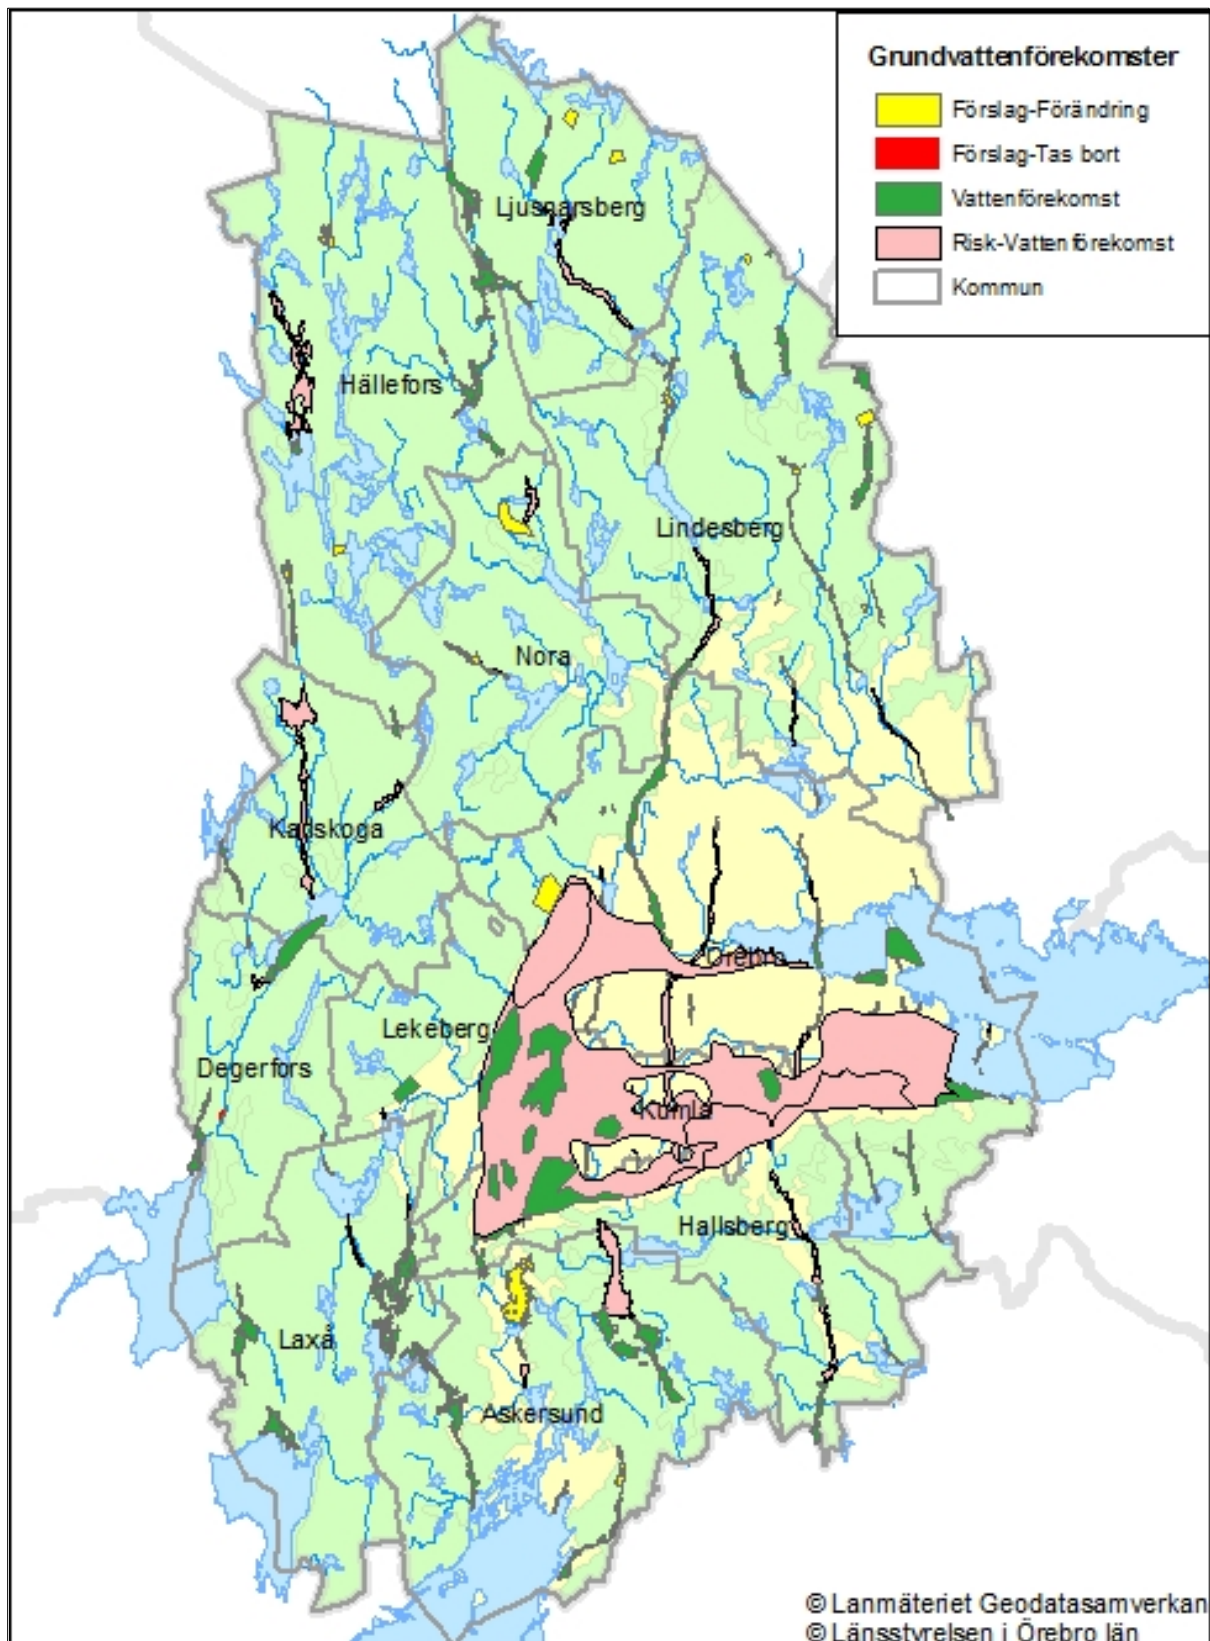 Grundvattenförekomster
Förslag-Förändring
Förslag-Tas bort
Vattenförekomst
Risk-Vattenförekomst
Kommun
Ljusnarsberg
Hällefors
Lindesberg
Nora
Karlskoga
Örebro
Lekeberg
Degerfors
Kumla
Hallsberg
Laxå
Askersund
© Lanmäteriet Geodatasamverkan
© Länsstyrelsen i Örebro län